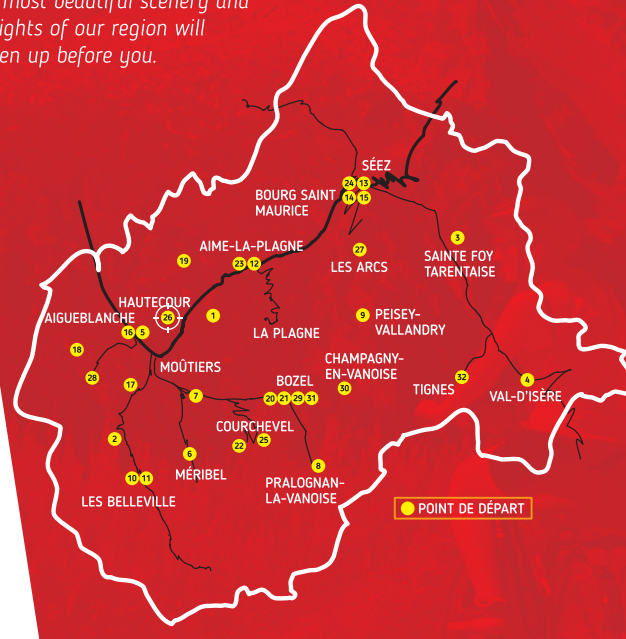 most beautiful scenery and
ights of our region will
en up before you.
SÉEZ
24 13
BOURG SAINT
MAURICE
14 15
3
AIME-LA-PLAGNE
27
SAINTE FOY
TARENTAISE
19
23 12
LES ARCS
HAUTECOUR
AIGUEBLANCHE
26
1
9
PEISEY-
VALLANDRY
16 5
LA PLAGNE
18
MOÛTIERS
CHAMPAGNY-
EN-VANOISE
28
17
BOZEL
30
TIGNES
32
4
VAL-D'ISÈRE
7
20 21 29 31
COURCHEVEL
2
22
25
6
MÉRIBEL
8
PRALOGNAN-
LA-VANOISE
10 11
LES BELLEVILLE
POINT DE DÉPART